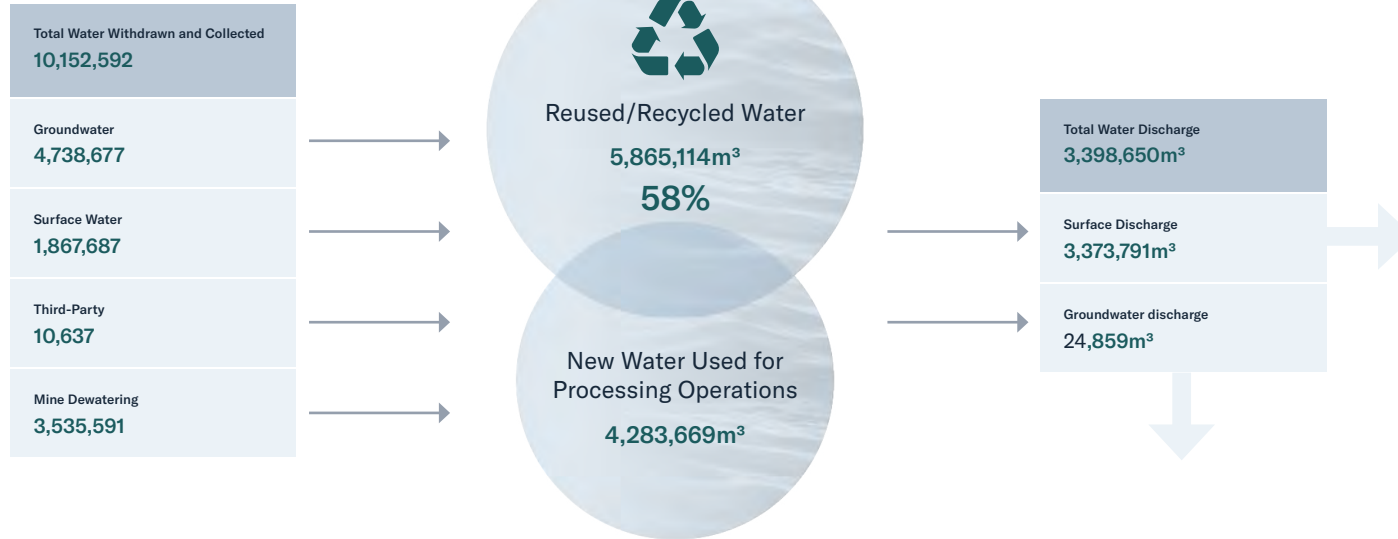 Total Water Withdrawn and Collected
10,152,592
Groundwater
4,738,677
Surface Water
1,867,687
Third-Party
10,637
Mine Dewatering
3,535,591
Reused/Recycled Water
5,865,114m³
58%
New Water Used for
Processing Operations
4,283,669m³
Total Water Discharge
3,398,650m³
Surface Discharge
3,373,791m³
Groundwater discharge
24,859m³